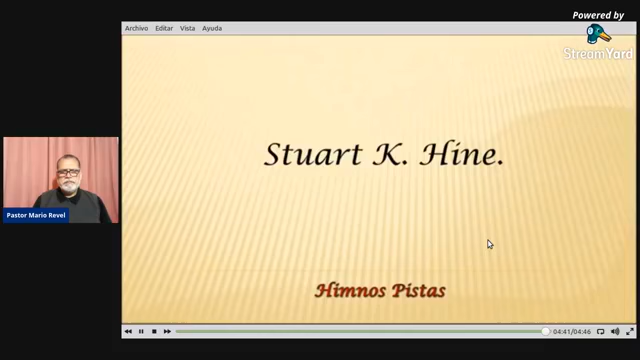 Powered by
StreamYard
Archivo Editar Vista Ayuda
Stuart K. Hine.
Pastor Mario Revel
Himnos Pistas
04:41/04:46